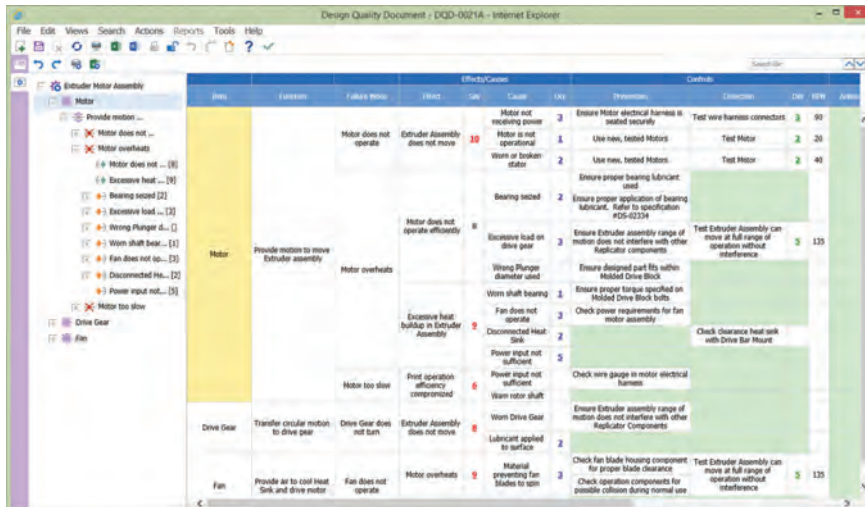 Design Quality Document - DQD-0021A - Internet Explorer
File Edit Views Search Actions Reports Tools Help
Search for:
Extruder Motor Assembly
Motor
Provide motion ...
Motor does not ...
Motor overheats
Motor does not ... [8]
Excessive heat ... [9]
Bearing seized [2]
Excessive load ... [3]
Wrong Plunger d... []
Worn shaft bear... [1]
Fan does not op... [3]
Disconnected He... [2]
Power input not... [5]
Motor too slow
Drive Gear
Fan
Effects/Causes
Controls
Item Function Failure Mode Effect Sev Cause Occ Prevention Detection Det RPN
Motor
Provide motion to move
Extruder assembly
Motor does not
operate
Extruder Assembly
does not move
10
Motor not
receiving power
3
Ensure Motor electrical harness is
seated securely
Test wire harness connectors
3
90
Motor is not
operational
1
Use new, tested Motors
Test Motor
2
20
Worn or broken
stator
2
Use new, tested Motors
Test Motor
2
40
Motor overheats
Motor does not
operate efficiently
8
Bearing seized
2
Ensure proper bearing lubricant
used
Ensure proper application of bearing
lubricant. Refer to specification
#DS-02334
Excessive load on
drive gear
3
Ensure Extruder assembly range of
motion does not interfere with other
Replicator components
Test Extruder Assembly can
move at full range of
operation without
interference
5
135
Wrong Plunger
diameter used
Ensure designed part fits within
Molded Drive Block
Excessive heat
buildup in Extruder
Assembly
9
Worn shaft bearing
1
Ensure proper torque specified on
Molded Drive Block bolts
Fan does not
operate
3
Check power requirements for fan
motor assembly
Disconnected Heat
Sink
2
Check clearance heat sink
with Drive Bar Mount
Power input not
sufficient
5
Motor too slow
Print operation
efficiency
compromized
6
Power input not
sufficient
Check wire gauge in motor electrical
harness
Warn rotor shaft
Drive Gear
Transfer circular motion
to drive gear
Drive Gear does
not turn
Extruder Assembly
does not move
8
Worn Drive Gear
Ensure Extruder assembly range of
motion does not interfere with other
Replicator Components
Lubricant applied
to surface
2
Fan
Provide air to cool Heat
Sink and drive motor
Fan does not
operate
Motor overheats
9
Material
preventing fan
blades to spin
3
Check fan blade housing component
for proper blade clearance
Check operation components for
possible collision during normal use
Test Extruder Assembly can
move at full range of
operation without
interference
5
135